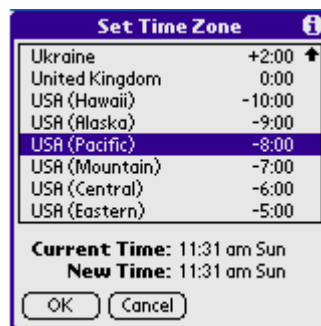 Set Time Zone
Ukraine +2:00
United Kingdom 0:00
USA (Hawaii) -10:00
USA (Alaska) -9:00
USA (Pacific) -8:00
USA (Mountain) -7:00
USA (Central) -6:00
USA (Eastern) -5:00
Current Time: 11:31 am Sun
New Time: 11:31 am Sun
OK Cancel